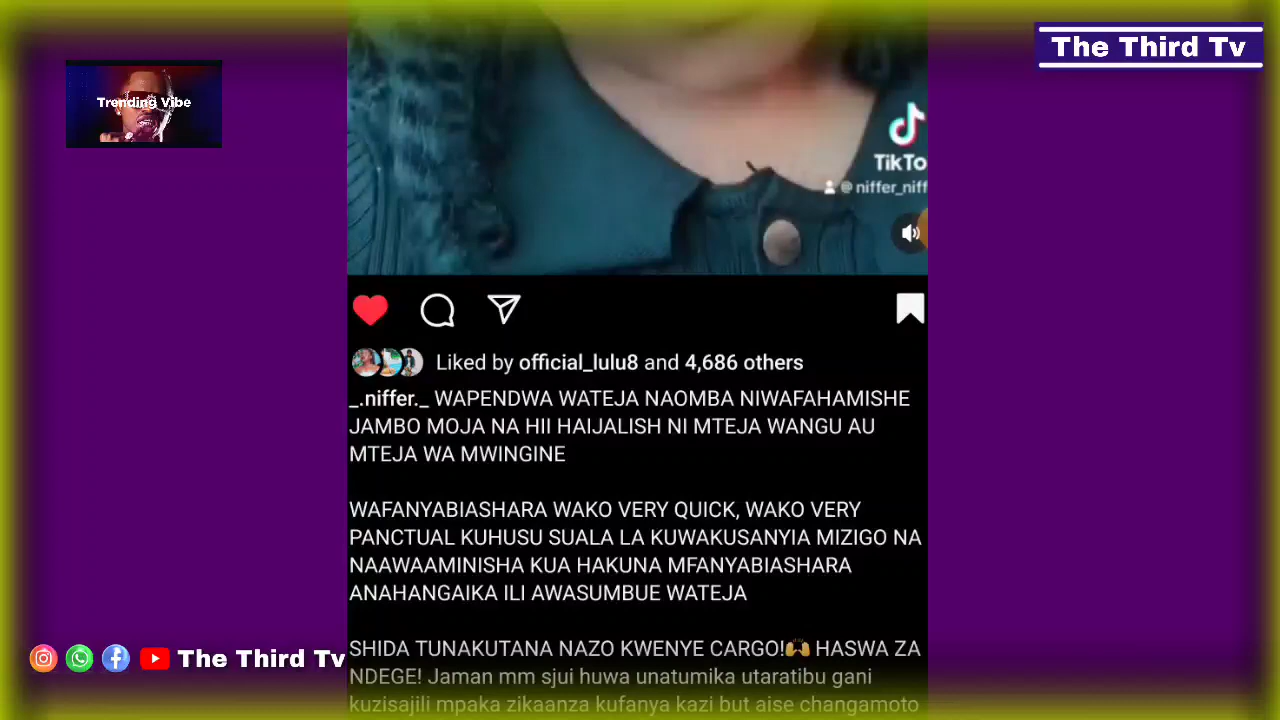 The Third Tv
Trending Vibe
TikTo
@ niffer_niff
Liked by official_lulu8 and 4,686 others
_.niffer._ WAPENDWA WATEJA NAOMBA NIWAFAHAMISHE
JAMBO MOJA NA HII HAIJALISH NI MTEJA WANGU AU
MTEJA WA MWINGINE
WAFANYABIASHARA WAKO VERY QUICK, WAKO VERY
PANCTUAL KUHUSU SUALA LA KUWAKUSANYIA MIZIGO NA
NAAWAAMINISHA KUA HAKUNA MFANYABIASHARA
ANAHANGAIKA ILI AWASUMBUE WATEJA
SHIDA TUNAKUTANA NAZO KWENYE CARGO!🙌 HASWA ZA
NDEGE! Jaman mm sjui huwa unatumika utaratibu gani
kuzisajili mpaka zikaanza kufanya kazi but aise changamoto
The Third Tv